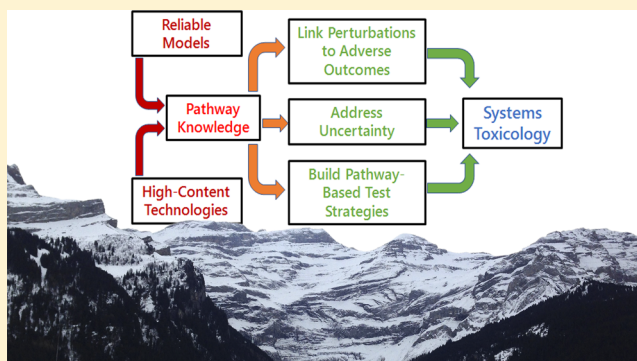 Reliable
Models
Pathway
Knowledge
High-Content
Technologies
Link Perturbations
to Adverse
Outcomes
Address
Uncertainty
Build Pathway-
Based Test
Strategies
Systems
Toxicology